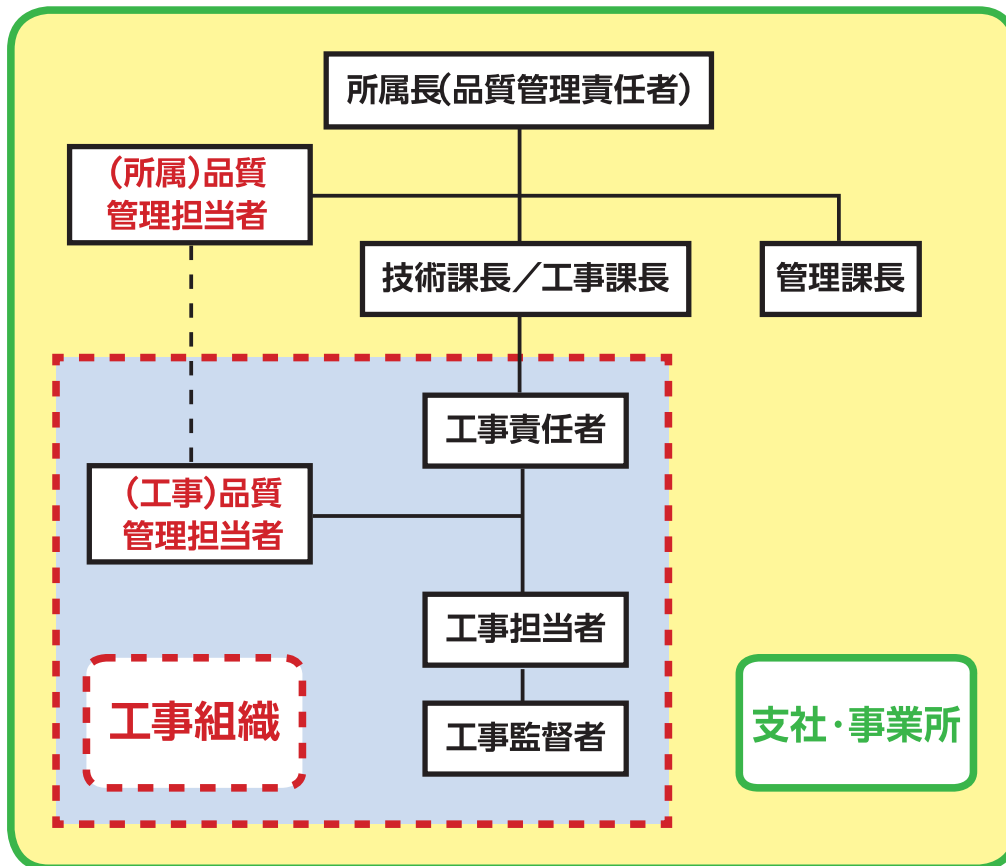 所属長(品質管理責任者)
(所属)品質
管理担当者
技術課長／工事課長
管理課長
工事責任者
(工事)品質
管理担当者
工事担当者
工事組織
工事監督者
支社・事業所